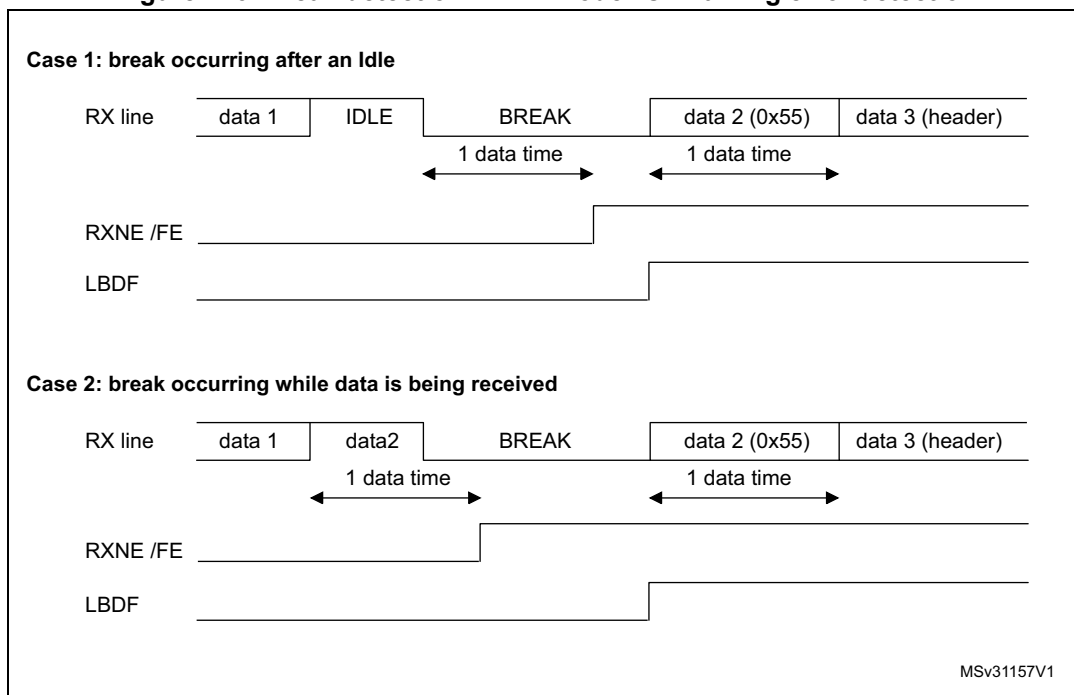 Case 1: break occurring after an Idle
RX line data 1 IDLE BREAK data 2 (0x55) data 3 (header)
1 data time 1 data time
RXNE /FE
LBDF
Case 2: break occurring while data is being received
RX line data 1 data2 BREAK data 2 (0x55) data 3 (header)
1 data time 1 data time
RXNE /FE
LBDF
MSv31157V1